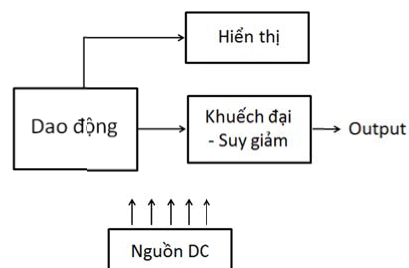 Hiển thị
Dao động
Khuếch đại
- Suy giảm
Output
Nguồn DC